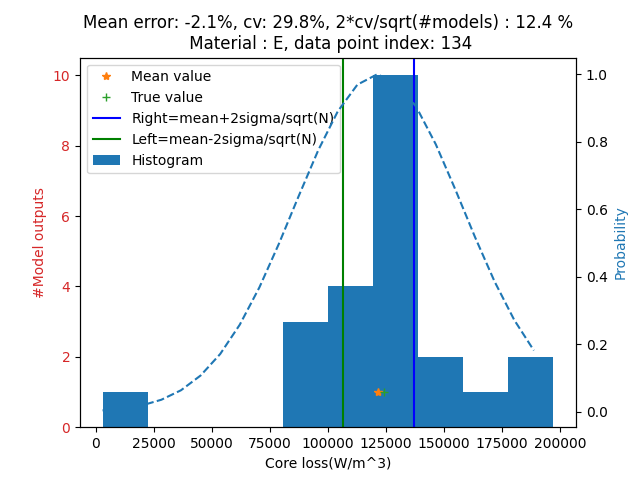 Mean error: -2.1%, cv: 29.8%, 2*cv/sqrt(#models) : 12.4 %
Material : E, data point index: 134
Mean value
True value
Right=mean+2sigma/sqrt(N)
Left=mean-2sigma/sqrt(N)
Histogram
#Model outputs
10
8
6
4
2
0
Probability
1.0
0.8
0.6
0.4
0.2
0.0
0 25000 50000 75000 100000 125000 150000 175000 200000
Core loss(W/m^3)